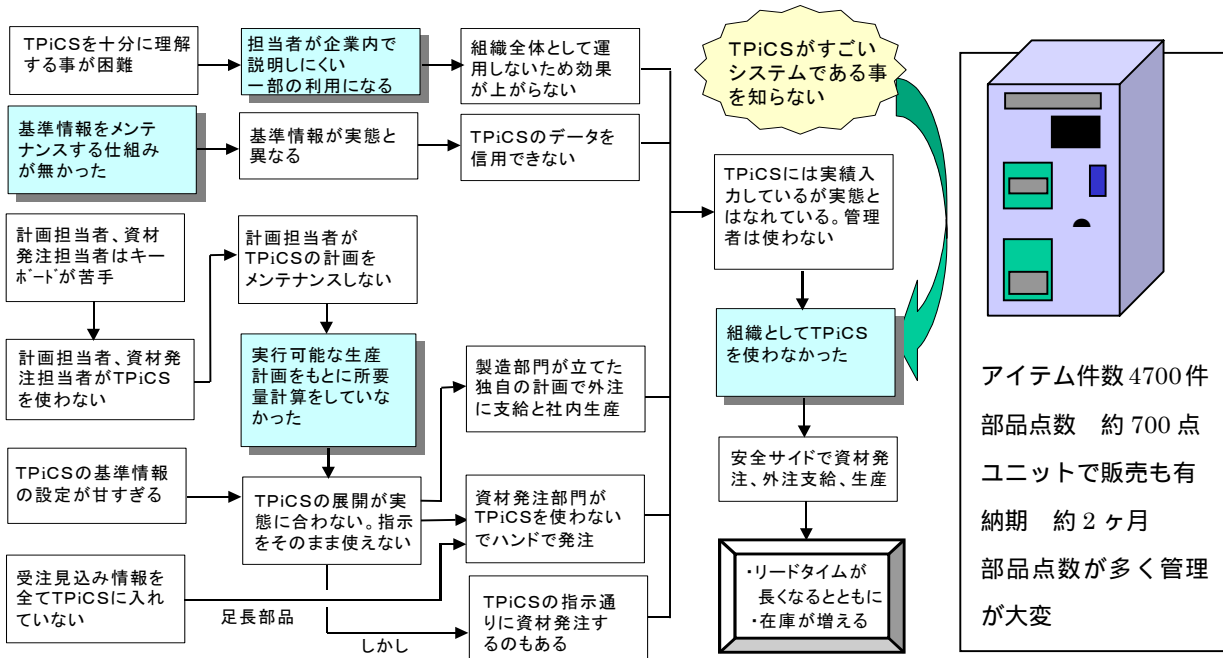 TPiCSを十分に理解
する事が困難
担当者が企業内で
説明しにくい
一部の利用になる
組織全体として運
用しないため効果
が上がらない
TPiCSがすごい
システムである事
を知らない
基準情報をメンテ
ナンスする仕組み
が無かった
基準情報が実態と
異なる
TPiCSのデータを
信用できない
TPiCSには実績入
力しているが実態と
はなれている。管理
者は使わない
計画担当者、資材
発注担当者はキー
ボードが苦手
計画担当者が
TPiCSの計画を
メンテナンスしない
計画担当者、資材発
注担当者がTPiCS
を使わない
実行可能な生産
計画をもとに所要
量計算をしていな
かった
製造部門が立てた
独自の計画で外注
に支給と社内生産
組織としてTPiCS
を使わなかった
TPiCSの基準情報
の設定が甘すぎる
TPiCSの展開が実
態に合わない。指示
をそのまま使えない
資材発注部門が
TPiCSを使わない
でハンドで発注
安全サイドで資材発
注、外注支給、生産
受注見込み情報を
全てTPiCSに入れ
ていない
足長部品
しかし
TPiCSの指示通
りに資材発注す
るのもある
・リードタイムが
長くなるとともに
・在庫が増える
アイテム件数 4700件
部品点数 約 700 点
ユニットで販売も有
納期 約 2 ヶ月
部品点数が多く管理
が大変